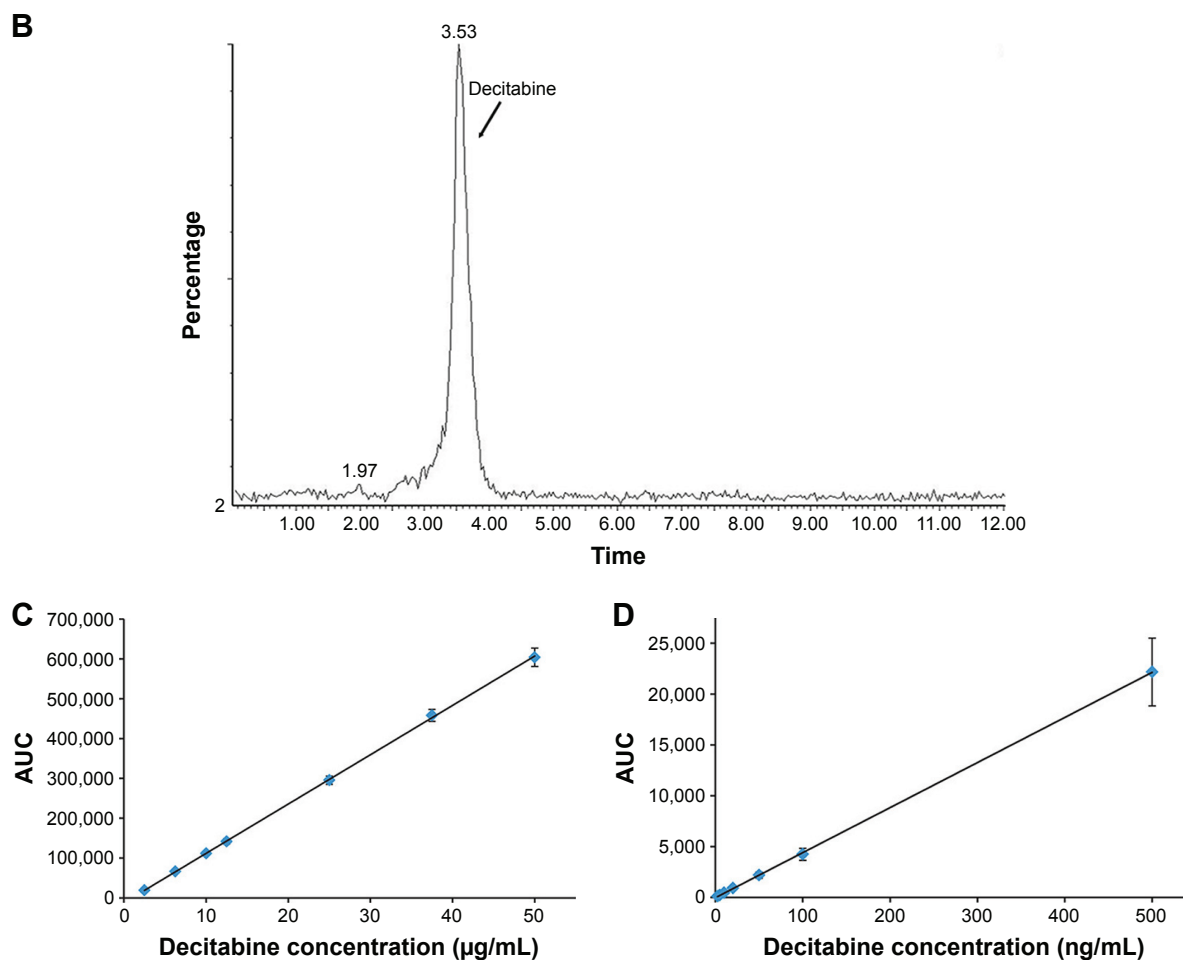 B
3.53
Decitabine
Percentage
1.97
2
1.00 2.00 3.00 4.00 5.00 6.00 7.00 8.00 9.00 10.00 11.00 12.00
Time
C
700,000
600,000
500,000
400,000
300,000
200,000
100,000
0
AUC
0 10 20 30 40 50
Decitabine concentration (µg/mL)
D
25,000
20,000
15,000
10,000
5,000
0
AUC
0 100 200 300 400 500
Decitabine concentration (ng/mL)